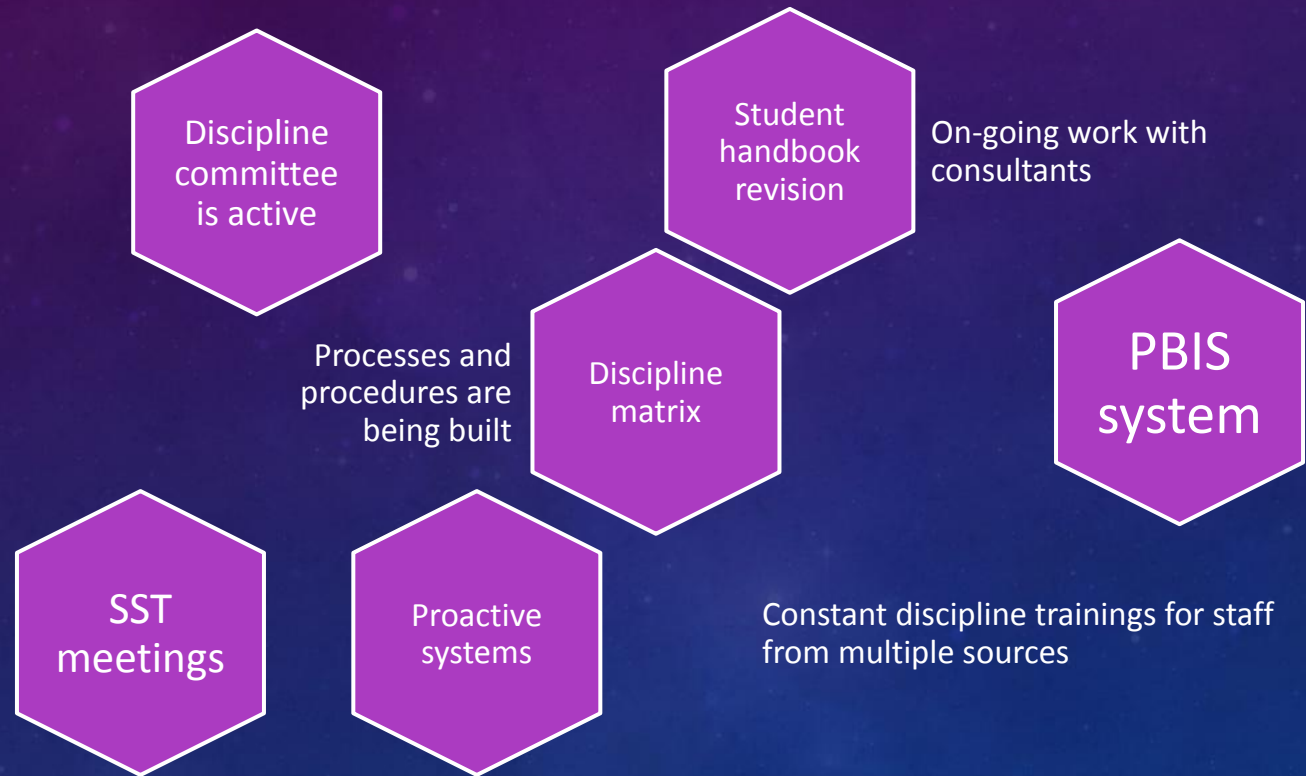 Discipline
committee
is active
Student
handbook
revision
On-going work with
consultants
Processes and
procedures are
being built
Discipline
matrix
PBIS
system
SST
meetings
Proactive
systems
Constant discipline trainings for staff
from multiple sources